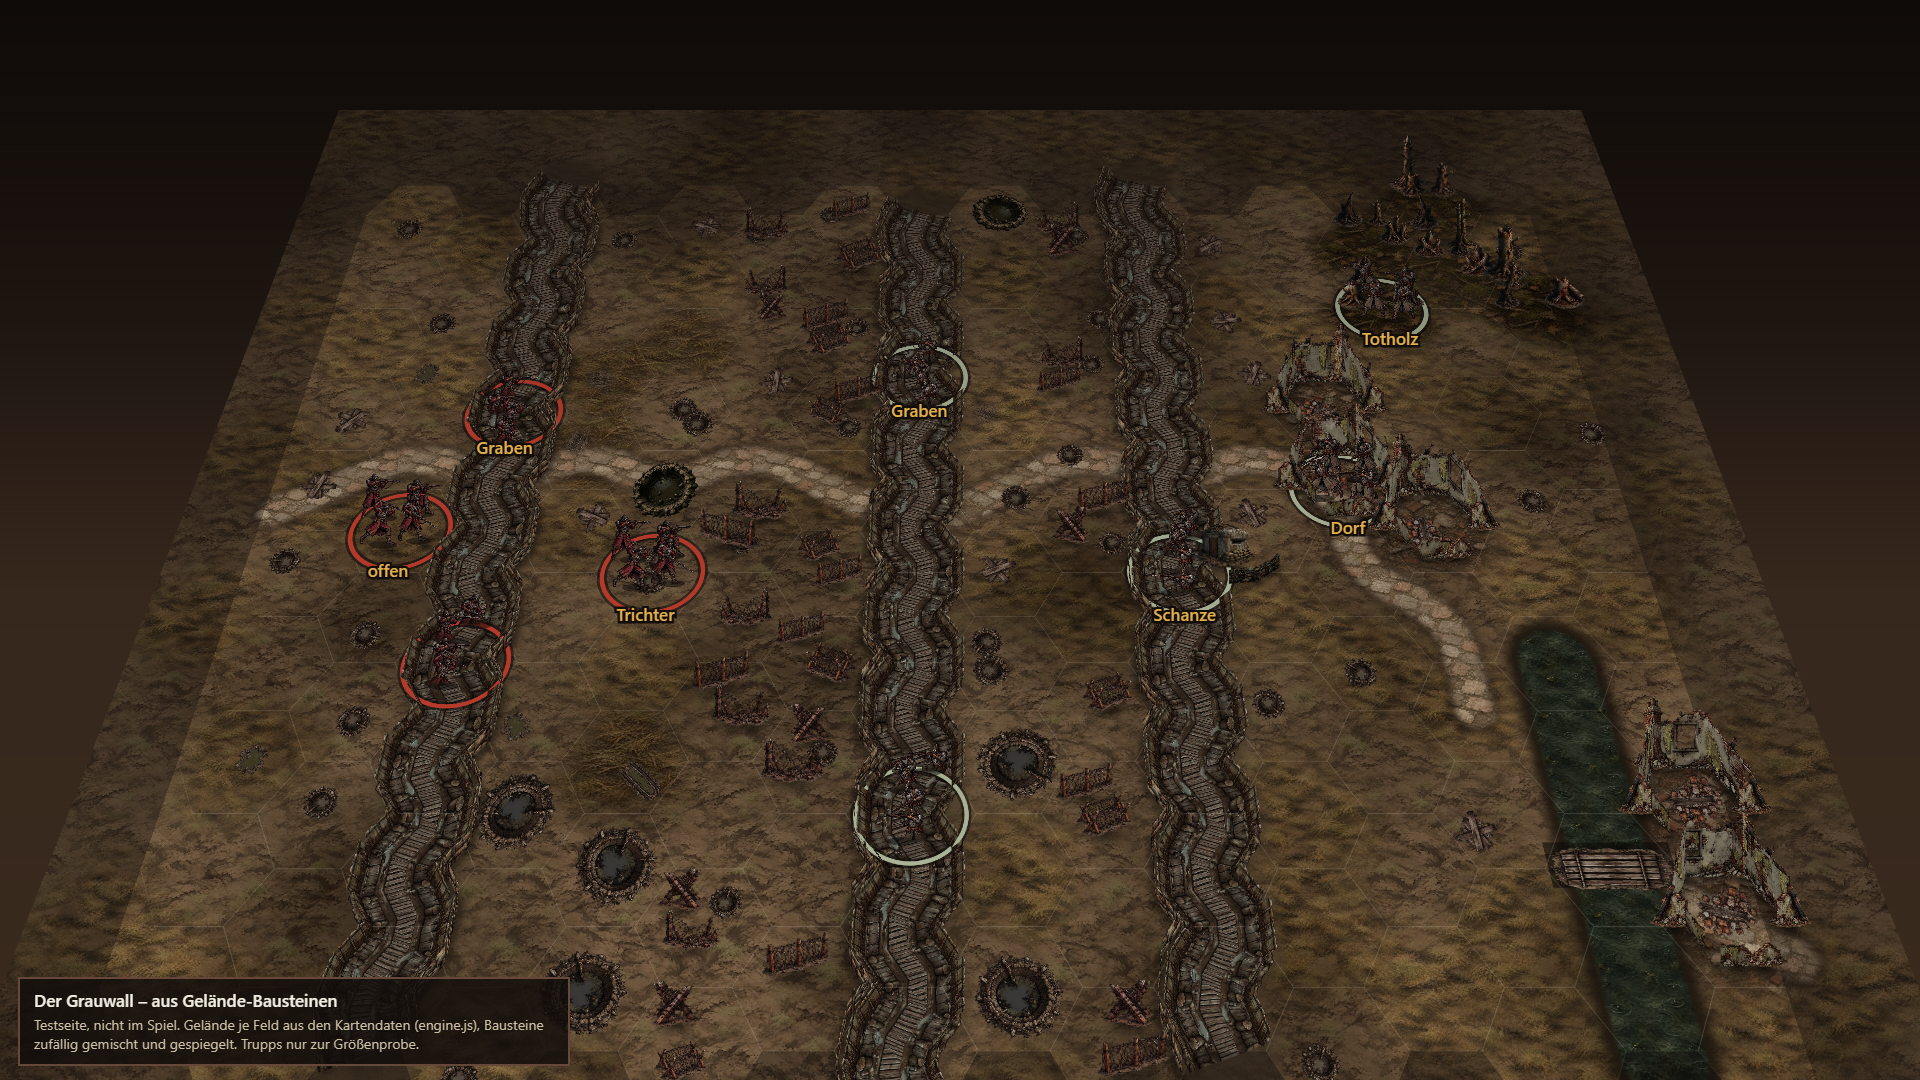 Totholz
Graben
Graben
Dorf
offen
Trichter
Schanze
Der Grauwall – aus Gelände-Bausteinen
Testseite, nicht im Spiel. Gelände je Feld aus den Kartendaten (engine.js), Bausteine
zufällig gemischt und gespiegelt. Trupps nur zur Größenprobe.